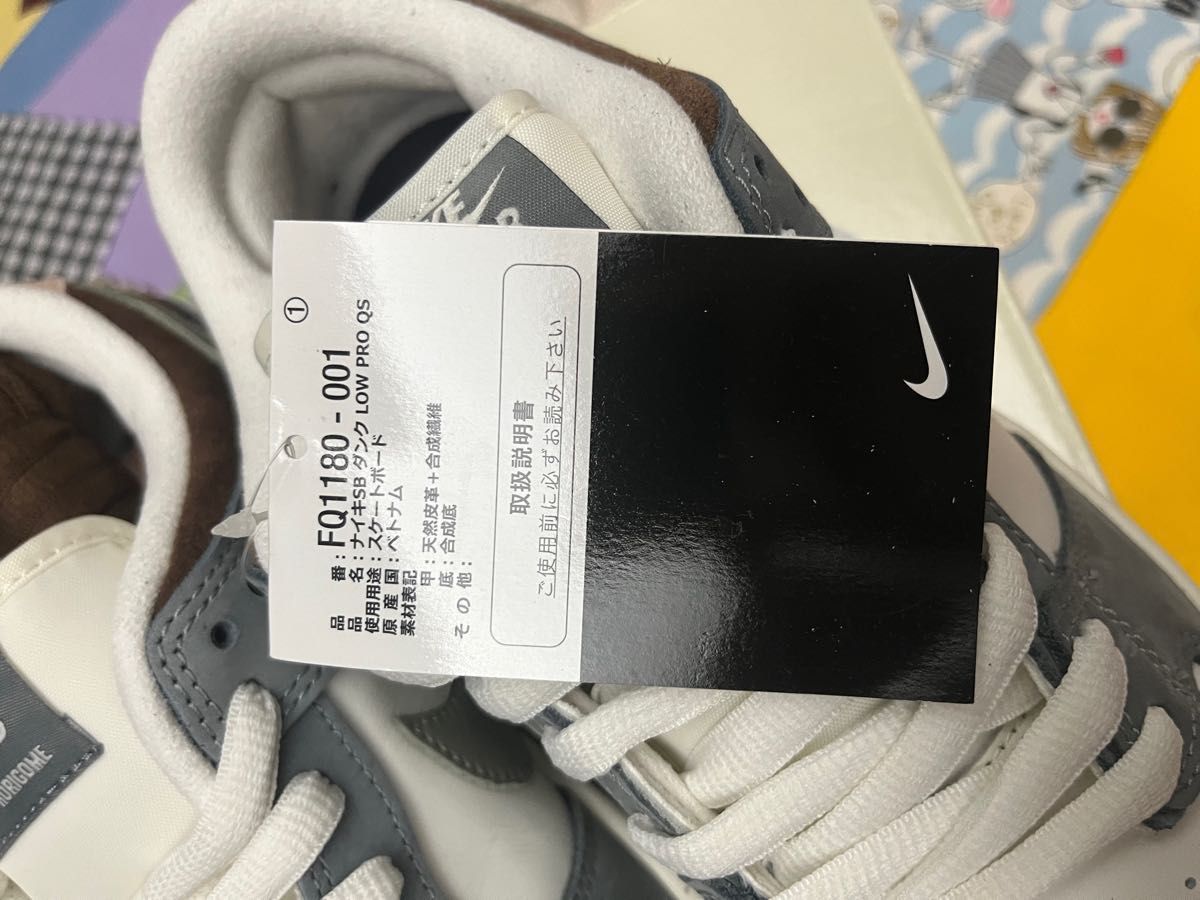 ①
品番：FQ1180 - 001
品名：ナイキSB ダンク LOW PRO QS
使用用途：スケートボード
原産国：ベトナム
素材表記
甲：天然皮革＋合成繊維
底：合成底
その他：
取扱説明書
ご使用前に必ずお読み下さい
HORIGOME